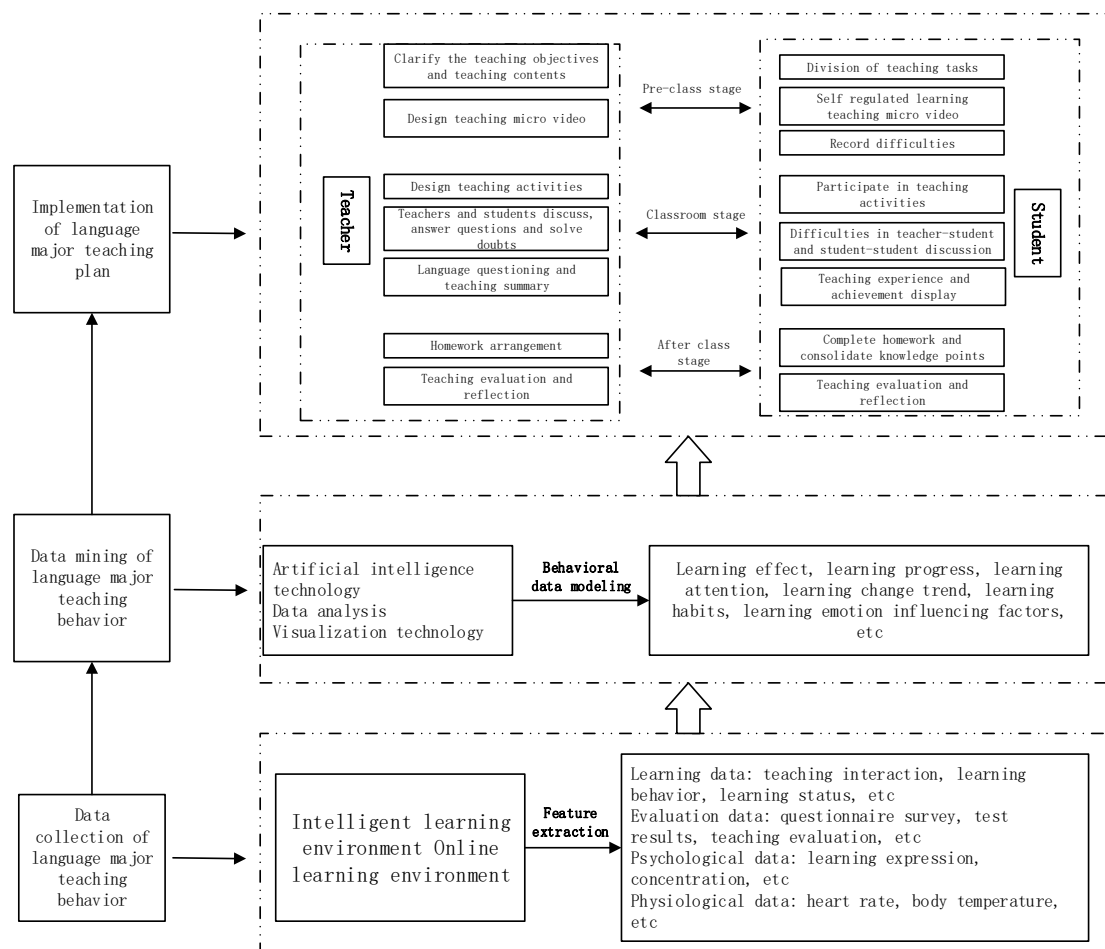 Implementation
of language
major teaching
plan
Teacher
Clarify the teaching objectives
and teaching contents
Design teaching micro video
Design teaching activities
Teachers and students discuss,
answer questions and solve
doubts
Language questioning and
teaching summary
Homework arrangement
Teaching evaluation and
reflection
Pre-class stage
Classroom stage
After class
stage
Division of teaching tasks
Self regulated learning
teaching micro video
Record difficulties
Participate in teaching
activities
Difficulties in teacher-student
and student-student discussion
Teaching experience and
achievement display
Complete homework and
consolidate knowledge points
Teaching evaluation and
reflection
Student
Data mining of
language major
teaching
behavior
Artificial intelligence
technology
Data analysis
Visualization technology
Behavioral
data modeling
Learning effect, learning progress, learning
attention, learning change trend, learning
habits, learning emotion influencing factors,
etc
Data
collection of
language major
teaching
behavior
Intelligent learning
environment Online
learning environment
Feature
extraction
Learning data: teaching interaction, learning
behavior, learning status, etc
Evaluation data: questionnaire survey, test
results, teaching evaluation, etc
Psychological data: learning expression,
concentration, etc
Physiological data: heart rate, body temperature,
etc